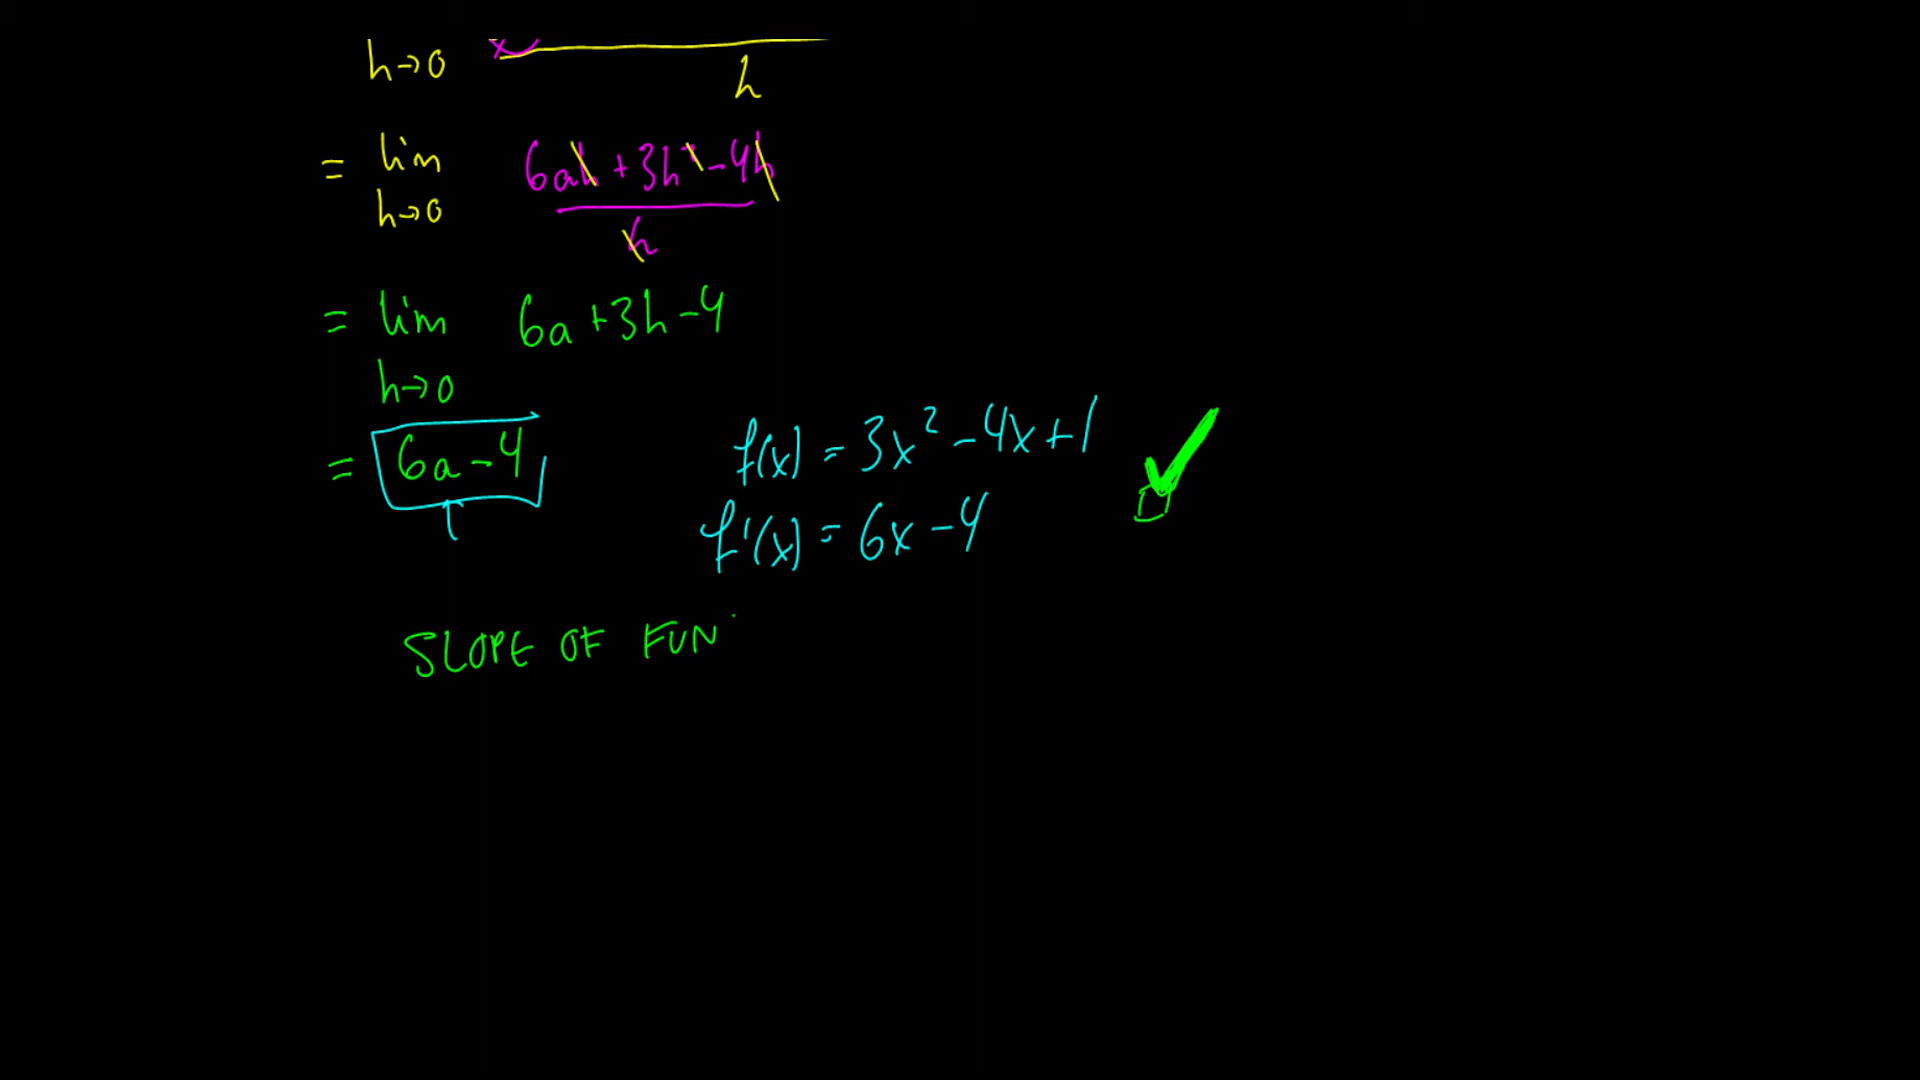 h→0 h
= lim 6ah + 3h² - 4h
h→0 h
= lim 6a + 3h - 4
h→0
= 6a - 4
f(x) = 3x² - 4x + 1
f'(x) = 6x - 4
SLOPE OF FUN